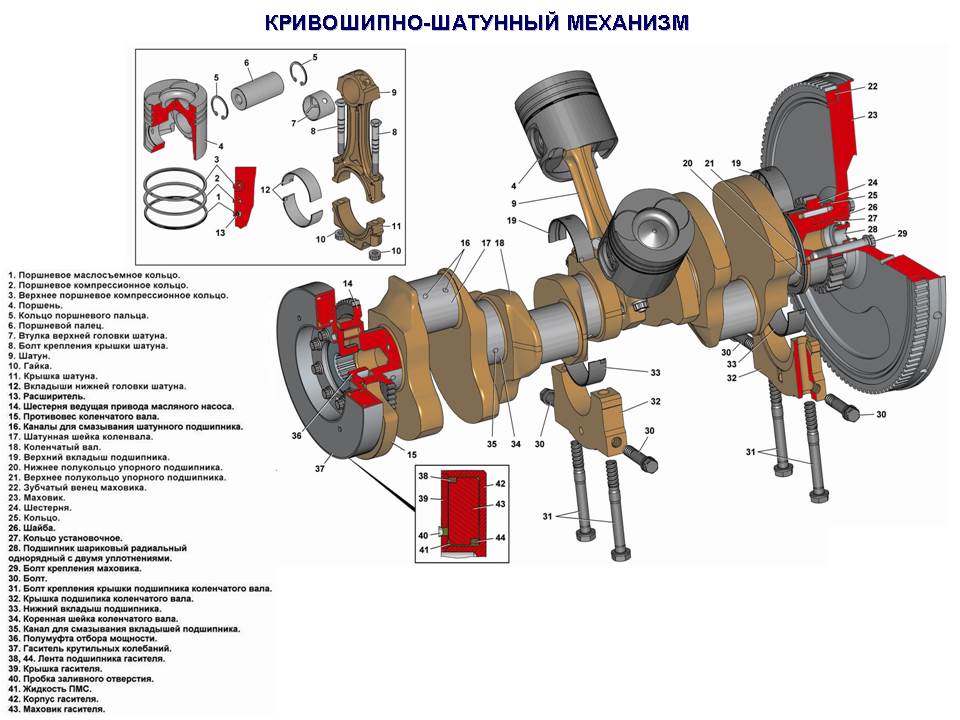 КРИВОШИПНО-ШАТУННЫЙ МЕХАНИЗМ
5
6
5
9
7
8
8
4
3
2
1
12
13
11
10
10
4
9
19
20
21
19
22
23
24
25
26
27
28
29
16
17
18
14
36
37
15
35
34
30
33
32
30
31
30
33
32
30
31
38
39
40
41
42
43
44
1. Поршневое маслосъемное кольцо.
2. Поршневое компрессионное кольцо.
3. Верхнее поршневое компрессионное кольцо.
4. Поршень.
5. Кольцо поршневого пальца.
6. Поршневой палец.
7. Втулка верхней головки шатуна.
8. Болт крепления крышки шатуна.
9. Шатун.
10. Гайка.
11. Крышка шатуна.
12. Вкладыши нижней головки шатуна.
13. Расширитель.
14. Шестерня ведущая привода масляного насоса.
15. Противовес коленчатого вала.
16. Каналы для смазывания шатунного подшипника.
17. Шатунная шейка коленвала.
18. Коленчатый вал.
19. Верхний вкладыш подшипника.
20. Нижнее полукольцо упорного подшипника.
21. Верхнее полукольцо упорного подшипника.
22. Зубчатый венец маховика.
23. Маховик.
24. Шестерня.
25. Кольцо.
26. Шайба.
27. Кольцо установочное.
28. Подшипник шариковый радиальный
однорядный с двумя уплотнениями.
29. Болт крепления маховика.
30. Болт.
31. Болт крепления крышки подшипника коленчатого вала.
32. Крышка подшипика коленчатого вала.
33. Нижний вкладыш подшипника.
34. Коренная шейка коленчатого вала.
35. Канал для смазывания вкладышей подшипника.
36. Полумуфта отбора мощности.
37. Гаситель крутильных колебаний.
38, 44. Лента подшипника гасителя.
39. Крышка гасителя.
40. Пробка заливного отверстия.
41. Жидкость ПМС.
42. Корпус гасителя.
43. Маховик гасителя.